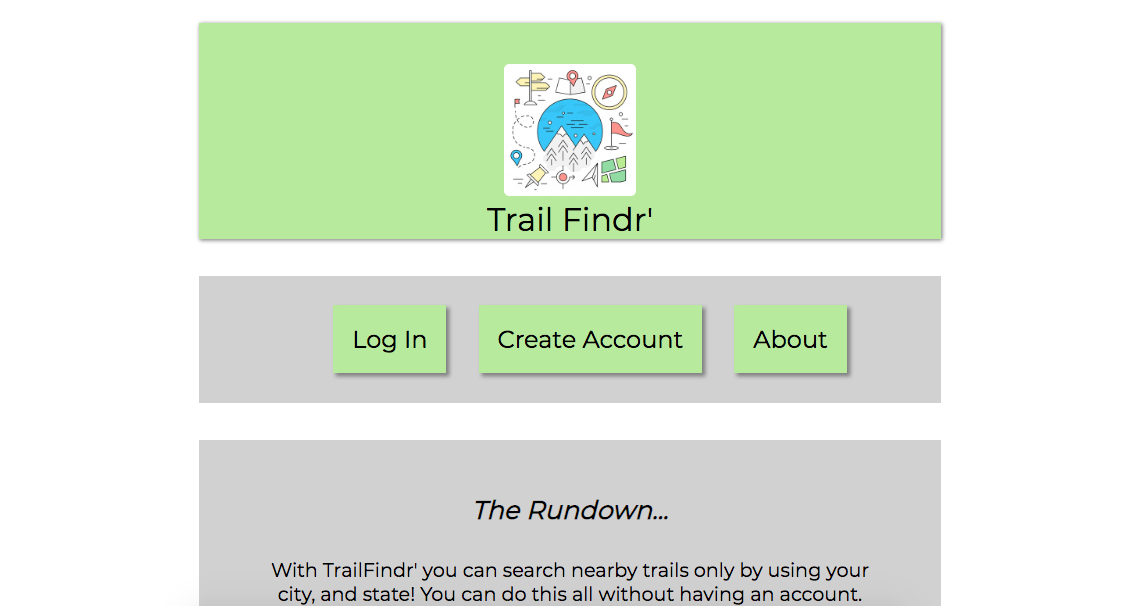 Trail Findr'
Log In
Create Account
About
The Rundown...
With TrailFindr' you can search nearby trails only by using your
city, and state! You can do this all without having an account.